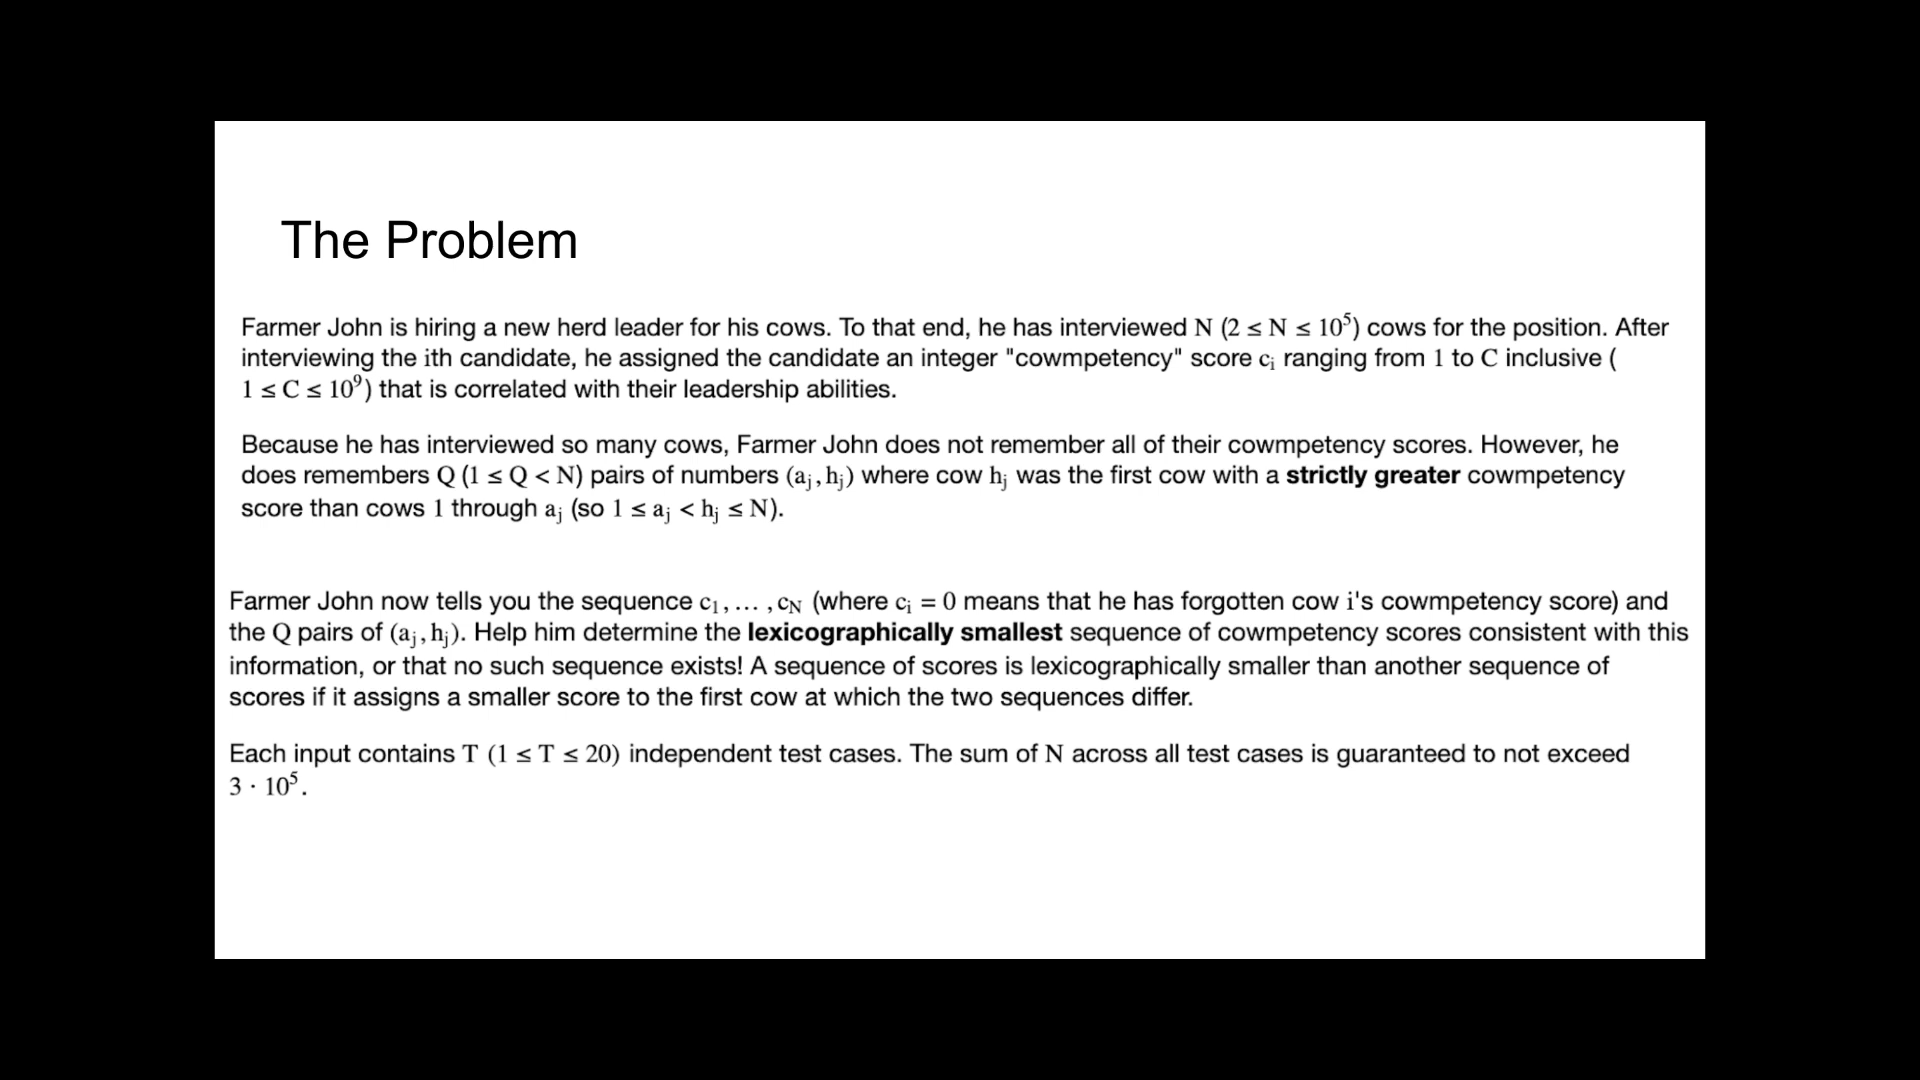 The Problem
Farmer John is hiring a new herd leader for his cows. To that end, he has interviewed N (2 ≤ N ≤ 10⁵) cows for the position. After
interviewing the ith candidate, he assigned the candidate an integer "cowmpetency" score cᵢ ranging from 1 to C inclusive (
1 ≤ C ≤ 10⁹) that is correlated with their leadership abilities.
Because he has interviewed so many cows, Farmer John does not remember all of their cowmpetency scores. However, he
does remembers Q (1 ≤ Q < N) pairs of numbers (aⱼ, hⱼ) where cow hⱼ was the first cow with a strictly greater cowmpetency
score than cows 1 through aⱼ (so 1 ≤ aⱼ < hⱼ ≤ N).
Farmer John now tells you the sequence c₁, … , c_N (where cᵢ = 0 means that he has forgotten cow i's cowmpetency score) and
the Q pairs of (aⱼ, hⱼ). Help him determine the lexicographically smallest sequence of cowmpetency scores consistent with this
information, or that no such sequence exists! A sequence of scores is lexicographically smaller than another sequence of
scores if it assigns a smaller score to the first cow at which the two sequences differ.
Each input contains T (1 ≤ T ≤ 20) independent test cases. The sum of N across all test cases is guaranteed to not exceed
3 · 10⁵.